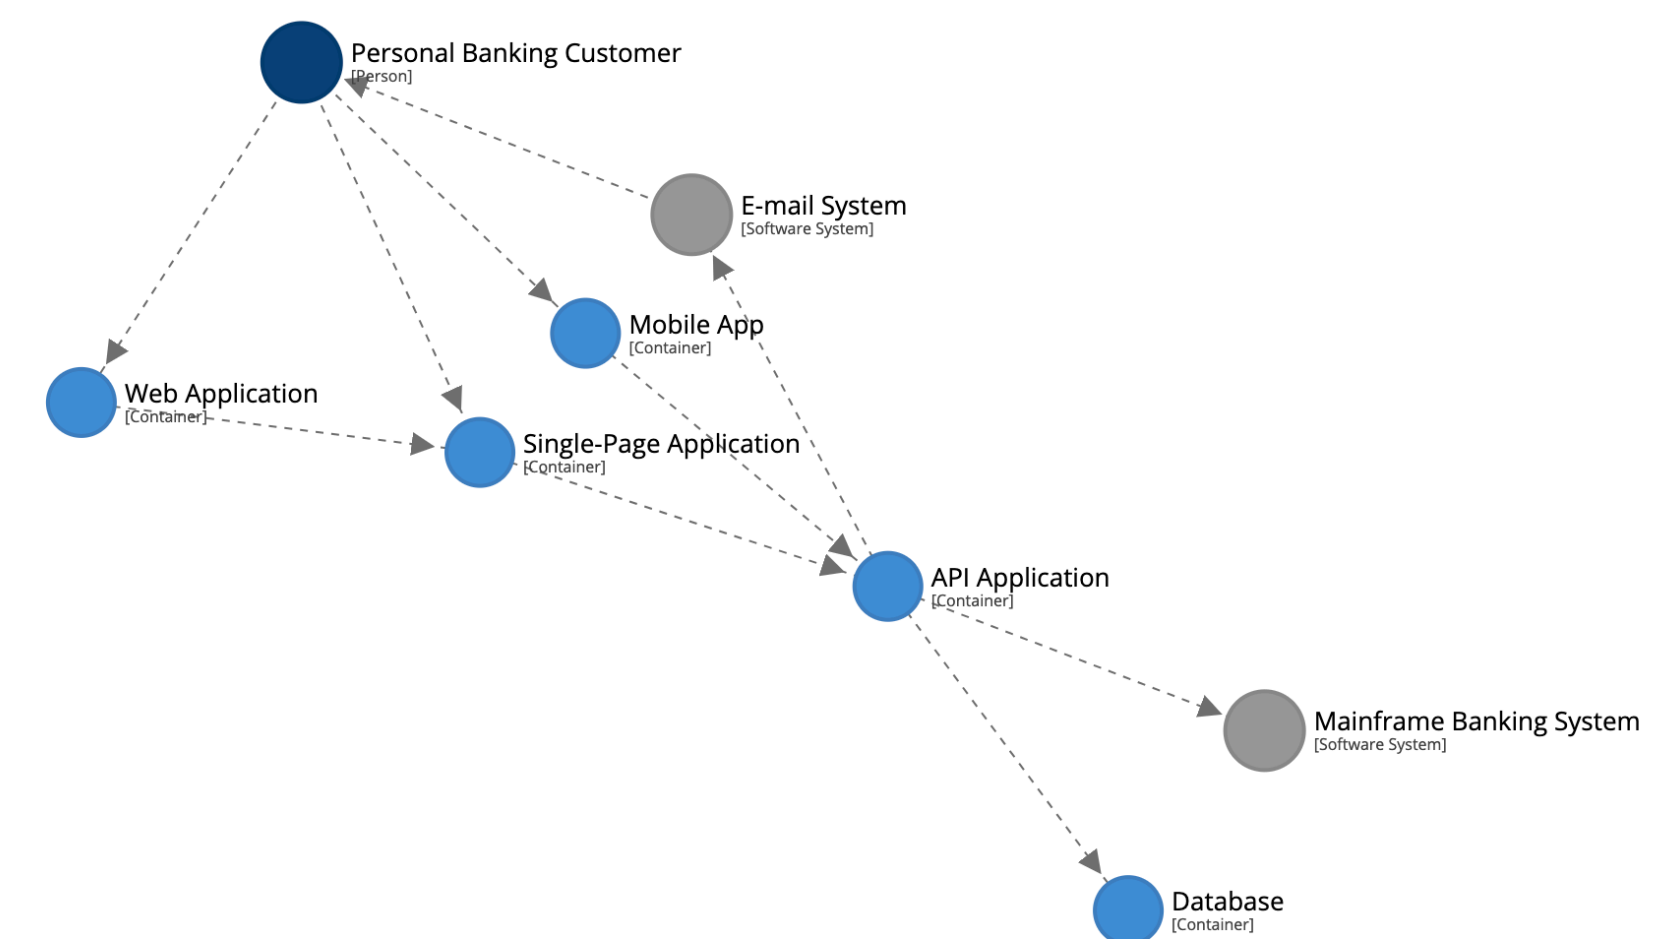 Personal Banking Customer
[Person]
E-mail System
[Software System]
Mobile App
[Container]
Web Application
[Container]
Single-Page Application
[Container]
API Application
[Container]
Mainframe Banking System
[Software System]
Database
[Container]